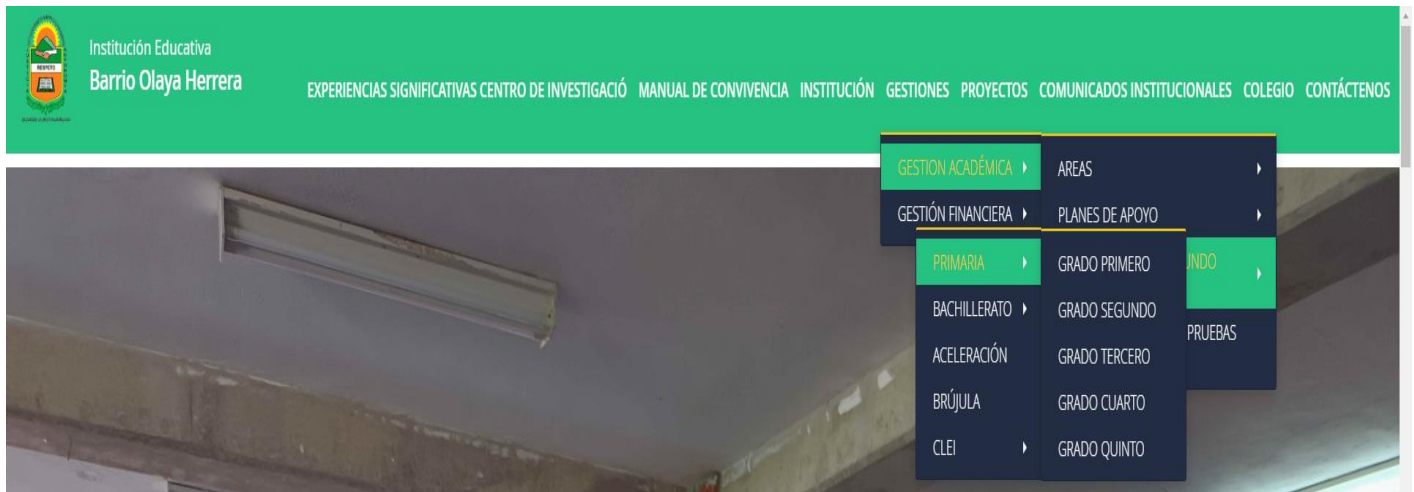 RESPETO
Institución Educativa
Barrio Olaya Herrera
EXPERIENCIAS SIGNIFICATIVAS CENTRO DE INVESTIGACIÓ MANUAL DE CONVIVENCIA INSTITUCIÓN GESTIONES PROYECTOS COMUNICADOS INSTITUCIONALES COLEGIO CONTÁCTENOS
GESTION ACADÉMICA
GESTIÓN FINANCIERA
AREAS
PLANES DE APOYO
UNDO
PRUEBAS
PRIMARIA
BACHILLERATO
ACELERACIÓN
BRÚJULA
CLEI
GRADO PRIMERO
GRADO SEGUNDO
GRADO TERCERO
GRADO CUARTO
GRADO QUINTO